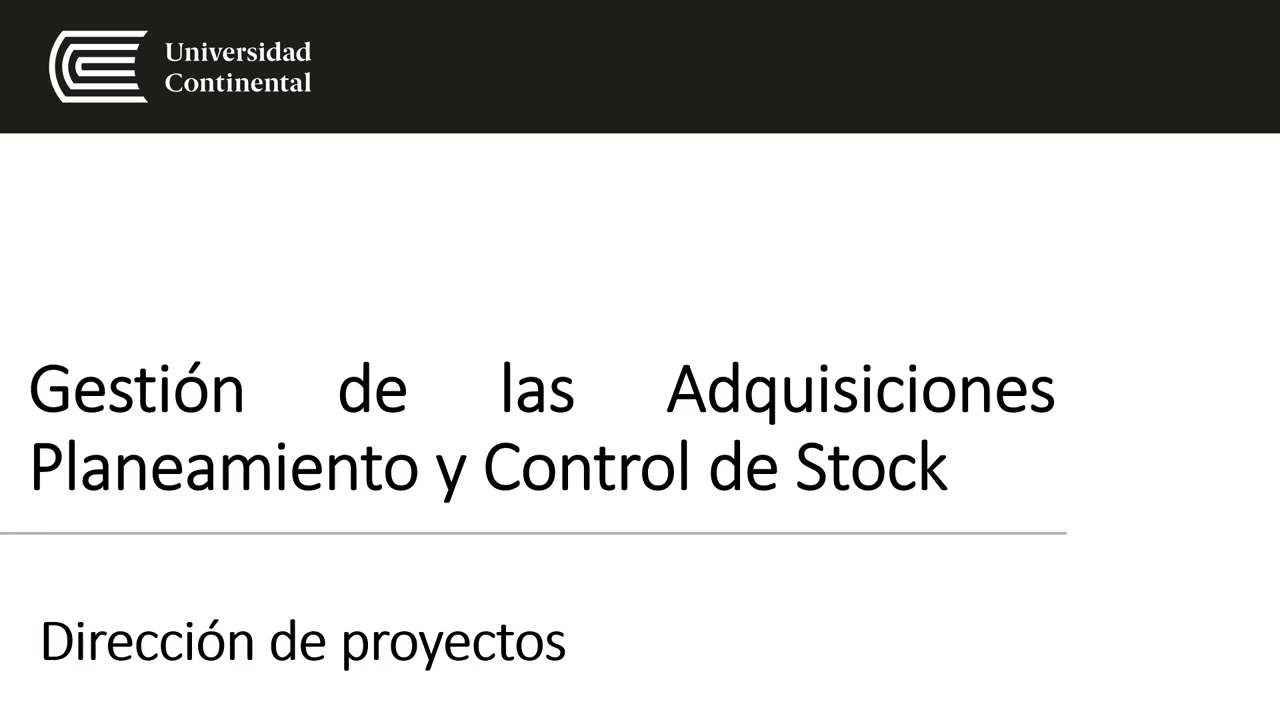 Universidad
Continental
Gestión de las Adquisiciones
Planeamiento y Control de Stock
Dirección de proyectos